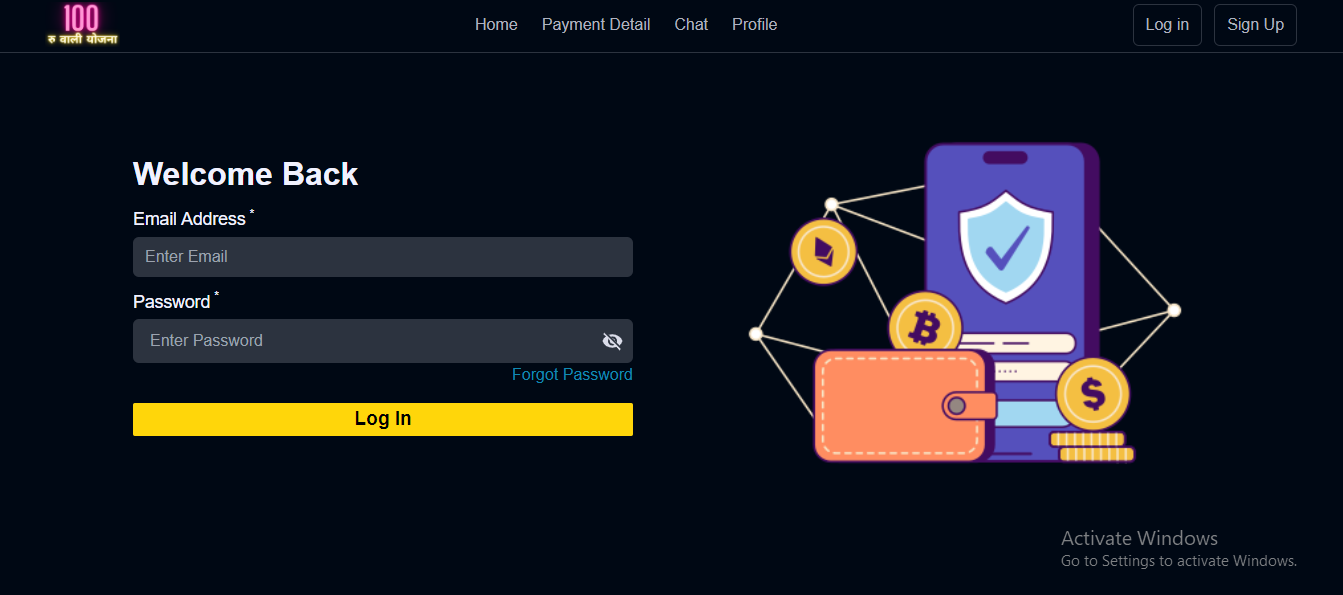 100
रु वाली योजना
Home Payment Detail Chat Profile Log in Sign Up
Welcome Back
Email Address *
Enter Email
Password *
Enter Password
Forgot Password
Log In
$
Activate Windows
Go to Settings to activate Windows.